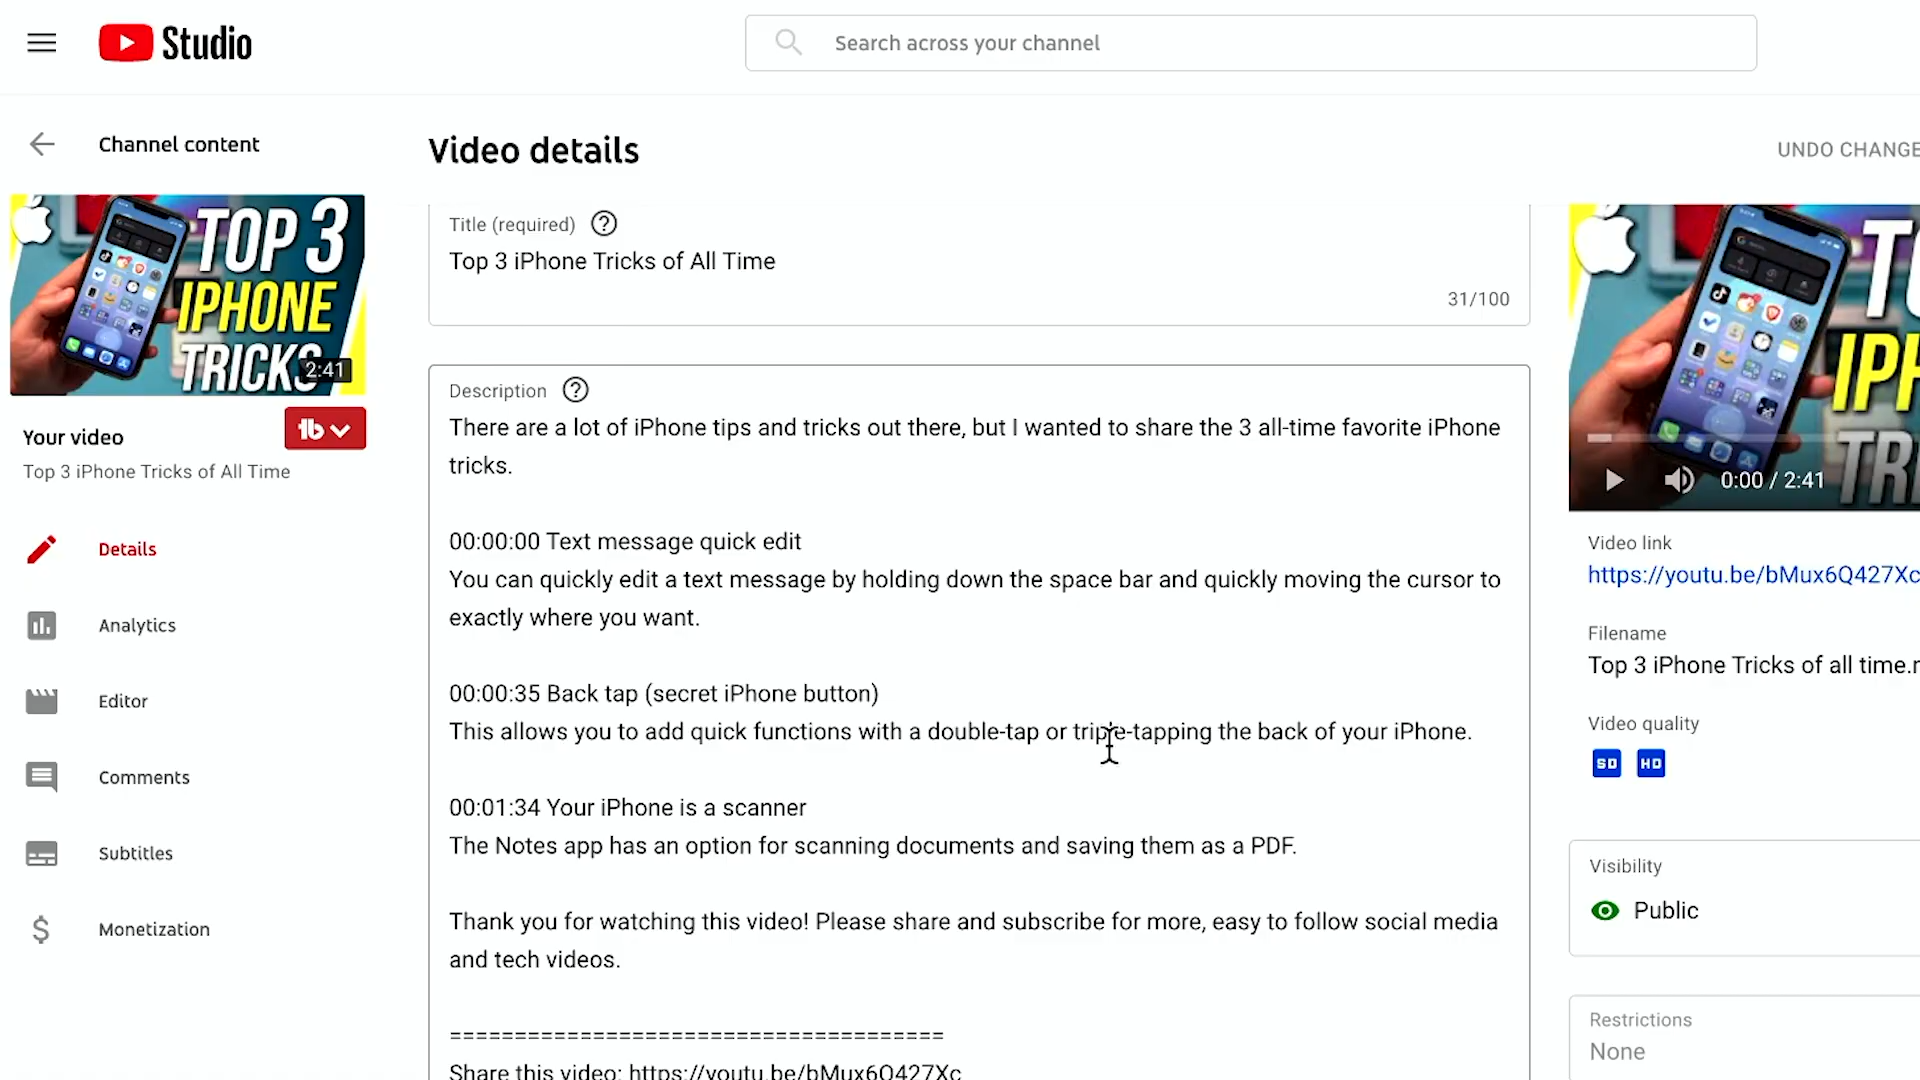 Studio
Search across your channel
Channel content
Video details
UNDO CHANGE
TOP 3
IPHONE
TRICKS
2:41
Title (required) ?
Top 3 iPhone Tricks of All Time
31/100
Your video
tb
Top 3 iPhone Tricks of All Time
Details
Analytics
Editor
Comments
Subtitles
Monetization
Description ?
There are a lot of iPhone tips and tricks out there, but I wanted to share the 3 all-time favorite iPhone
tricks.
00:00:00 Text message quick edit
You can quickly edit a text message by holding down the space bar and quickly moving the cursor to
exactly where you want.
00:00:35 Back tap (secret iPhone button)
This allows you to add quick functions with a double-tap or triple-tapping the back of your iPhone.
00:01:34 Your iPhone is a scanner
The Notes app has an option for scanning documents and saving them as a PDF.
Thank you for watching this video! Please share and subscribe for more, easy to follow social media
and tech videos.
======================================
Share this video: https://youtu.be/bMux6Q427Xc
T
IPH
TRI
0:00 / 2:41
Video link
https://youtu.be/bMux6Q427Xc
Filename
Top 3 iPhone Tricks of all time.
Video quality
SD HD
Visibility
Public
Restrictions
None